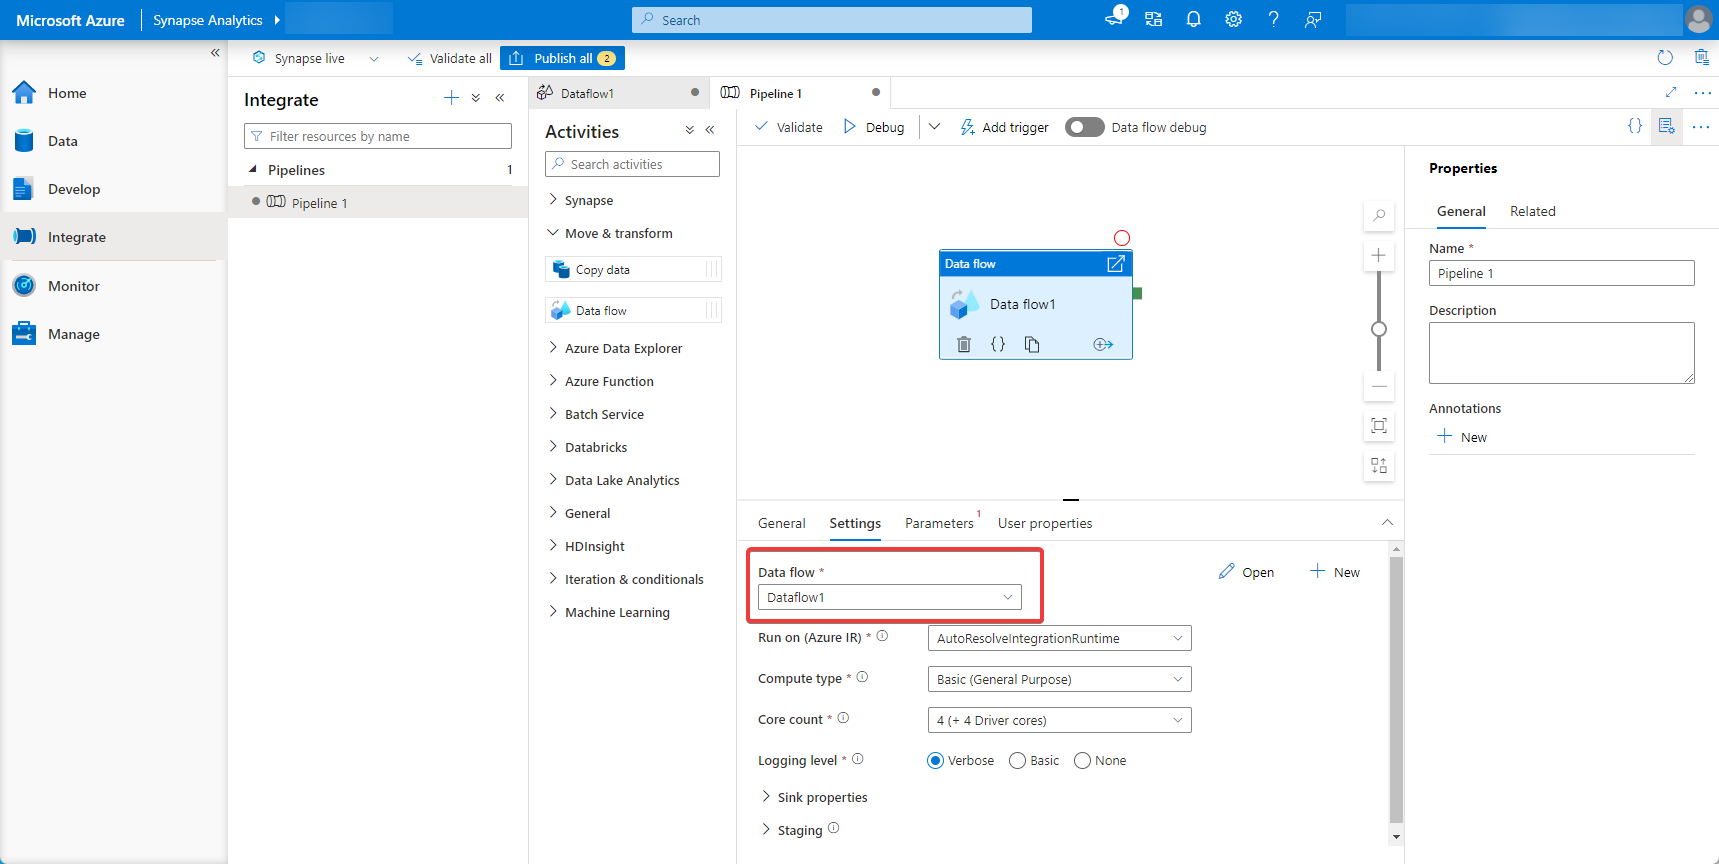 Microsoft Azure
Synapse Analytics
Search
1
Synapse live
Validate all
Publish all
2
Home
Data
Develop
Integrate
Monitor
Manage
Integrate
Filter resources by name
Pipelines
1
Pipeline 1
Dataflow1
Pipeline 1
Activities
Search activities
Synapse
Move & transform
Copy data
Data flow
Azure Data Explorer
Azure Function
Batch Service
Databricks
Data Lake Analytics
General
HDInsight
Iteration & conditionals
Machine Learning
Validate
Debug
Add trigger
Data flow debug
Data flow
Data flow1
General
Settings
Parameters
1
User properties
Data flow *
Dataflow1
Open
New
Run on (Azure IR) *
AutoResolveIntegrationRuntime
Compute type *
Basic (General Purpose)
Core count *
4 (+ 4 Driver cores)
Logging level *
Verbose
Basic
None
Sink properties
Staging
Properties
General
Related
Name *
Pipeline 1
Description
Annotations
New